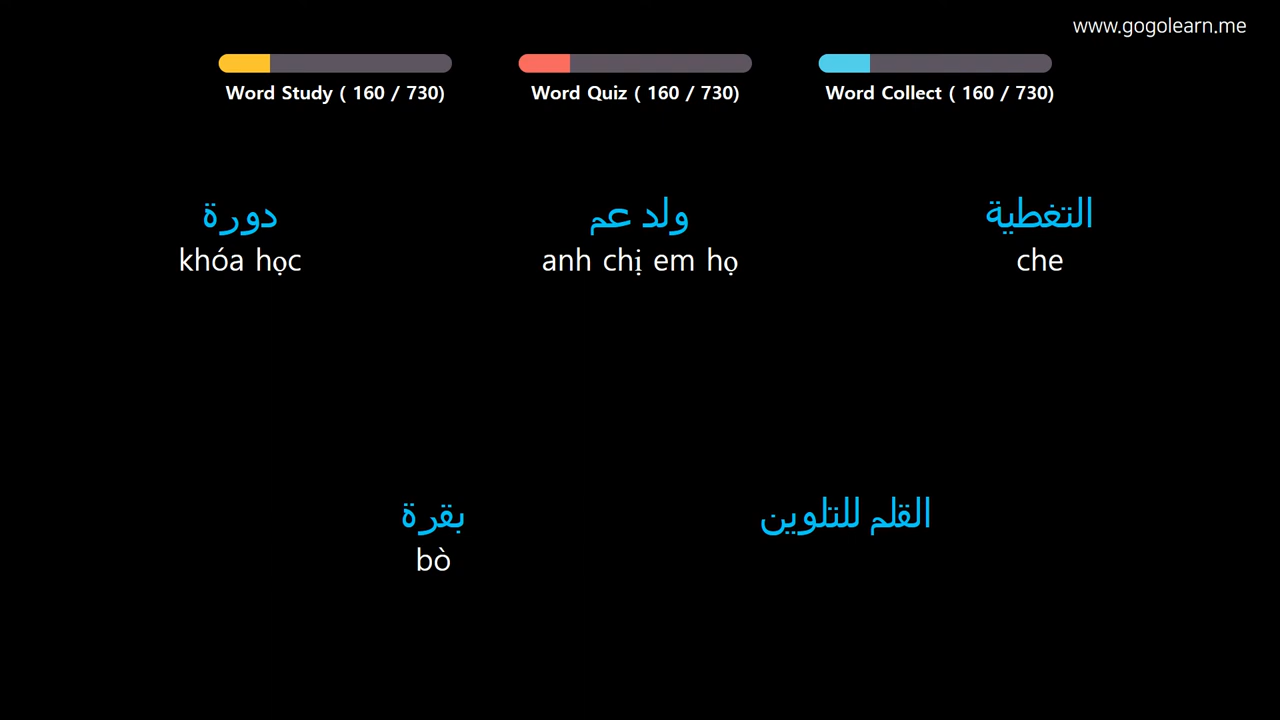 www.gogolearn.me
Word Study ( 160 / 730)
Word Quiz ( 160 / 730)
Word Collect ( 160 / 730)
دورة
khóa học
ولد عم
anh chị em họ
التغطية
che
بقرة
bò
القلم للتلوين